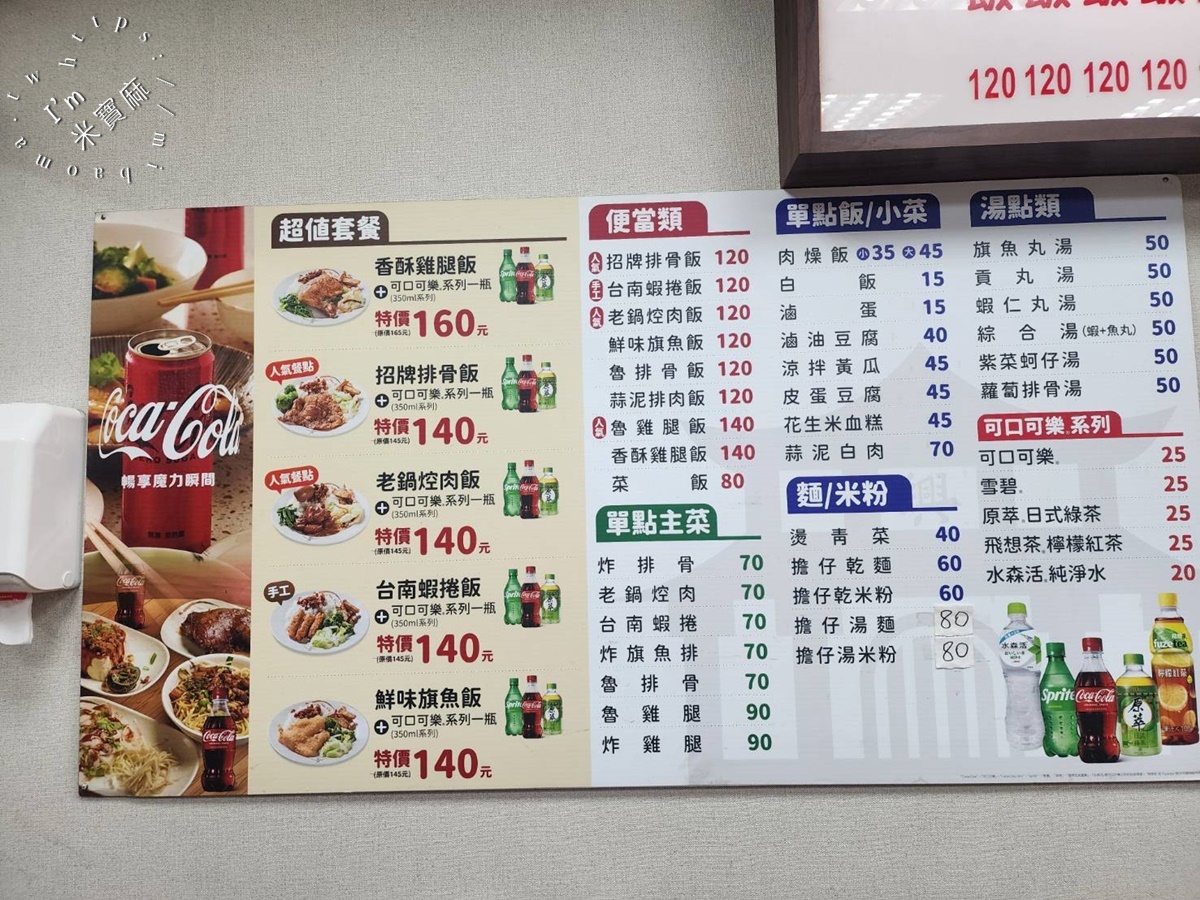 https://mibaomama.tw
I'm
米寶麻
120 120 120 120
Coca-Cola
暢享魔力瞬間
超值套餐
香酥雞腿飯
+可口可樂.系列一瓶
(350ml系列)
特價160元
(原價165元)
人氣餐點
招牌排骨飯
+可口可樂.系列一瓶
(350ml系列)
特價140元
(原價145元)
人氣餐點
老鍋焢肉飯
+可口可樂.系列一瓶
(350ml系列)
特價140元
(原價145元)
手工
台南蝦捲飯
+可口可樂.系列一瓶
(350ml系列)
特價140元
(原價145元)
鮮味旗魚飯
+可口可樂.系列一瓶
(350ml系列)
特價140元
(原價145元)
便當類
人氣 招牌排骨飯 120
手工 台南蝦捲飯 120
人氣 老鍋焢肉飯 120
鮮味旗魚飯 120
魯排骨飯 120
蒜泥排肉飯 120
人氣 魯雞腿飯 140
香酥雞腿飯 140
菜飯 80
單點主菜
炸排骨 70
老鍋焢肉 70
台南蝦捲 70
炸旗魚排 70
魯排骨 70
魯雞腿 90
炸雞腿 90
單點飯/小菜
肉燥飯 小35 大45
白飯 15
滷蛋 15
滷油豆腐 40
涼拌黃瓜 45
皮蛋豆腐 45
花生米血糕 45
蒜泥白肉 70
麵/米粉
燙青菜 40
擔仔乾麵 60
擔仔乾米粉 60
擔仔湯麵 80
擔仔湯米粉 80
湯點類
旗魚丸湯 50
貢丸湯 50
蝦仁丸湯 50
綜合湯(蝦+魚丸) 50
紫菜蚵仔湯 50
蘿蔔排骨湯 50
可口可樂.系列
可口可樂. 25
雪碧. 25
原萃.日式綠茶 25
飛想茶.檸檬紅茶 25
水森活.純淨水 20
水森活
Sprite
Coca-Cola
原萃
fuze tea
檸檬紅茶